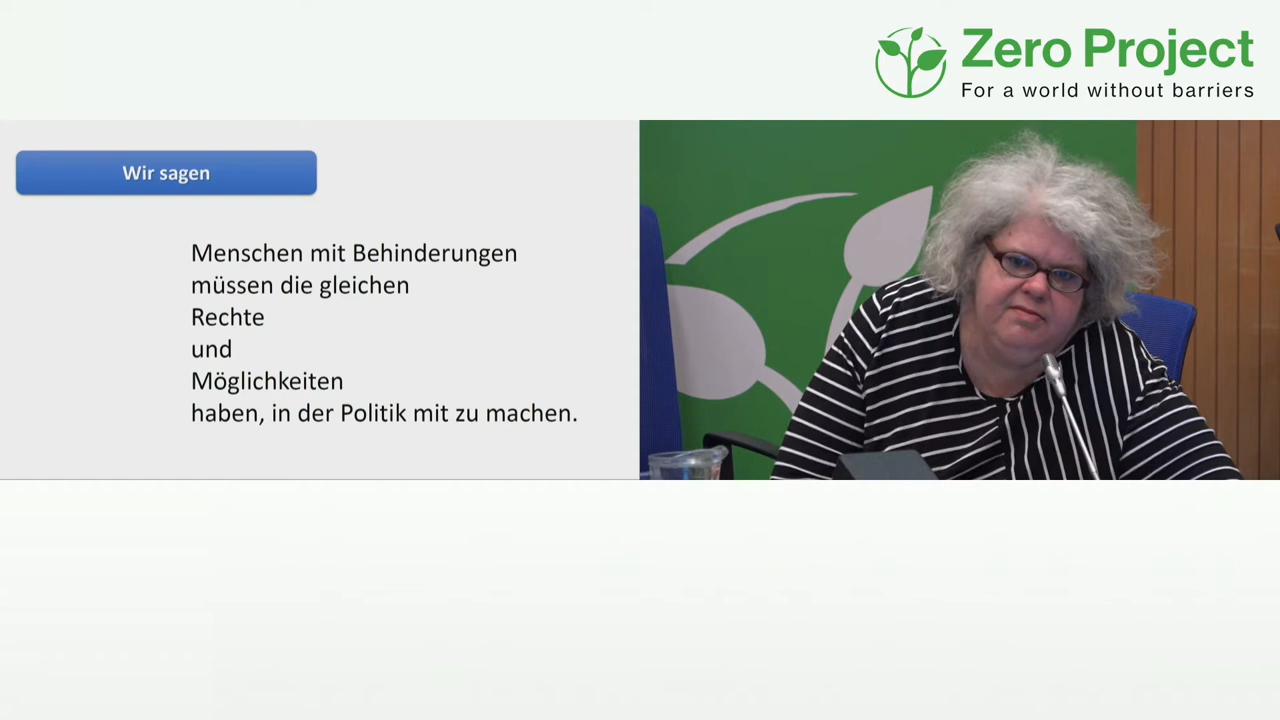 Zero Project
For a world without barriers
Wir sagen
Menschen mit Behinderungen
müssen die gleichen
Rechte
und
Möglichkeiten
haben, in der Politik mit zu machen.